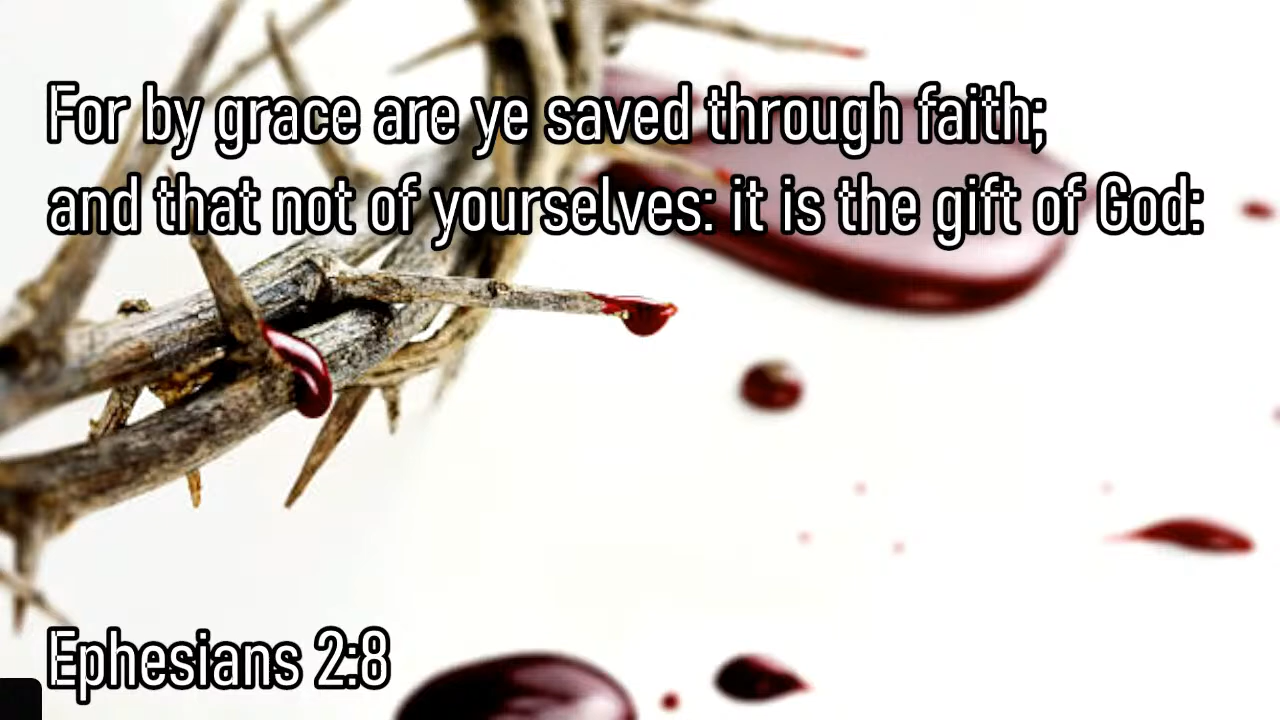 For by grace are ye saved through faith;
and that not of yourselves: it is the gift of God:
Ephesians 2:8